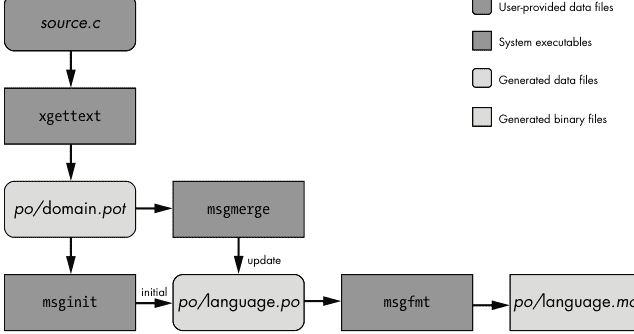 source.c
User-provided data files
System executables
xgettext
Generated data files
Generated binary files
po/domain.pot
msgmerge
update
msginit
initial
po/language.po
msgfmt
po/language.mo